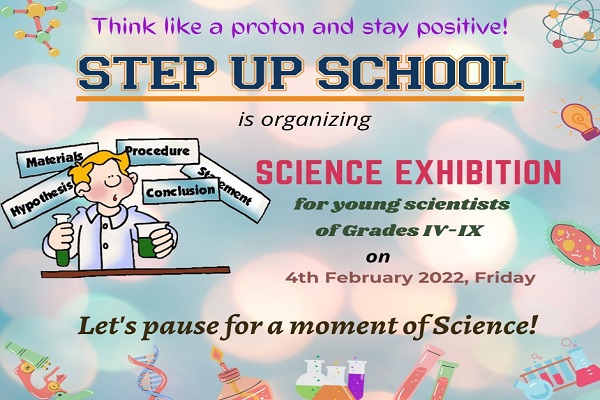 Think like a proton and stay positive!
STEP UP SCHOOL
is organizing
Materials
Procedure
Hypothesis
Conclusion
SCIENCE EXHIBITION
for young scientists
of Grades IV-IX
on
4th February 2022, Friday
Let's pause for a moment of Science!